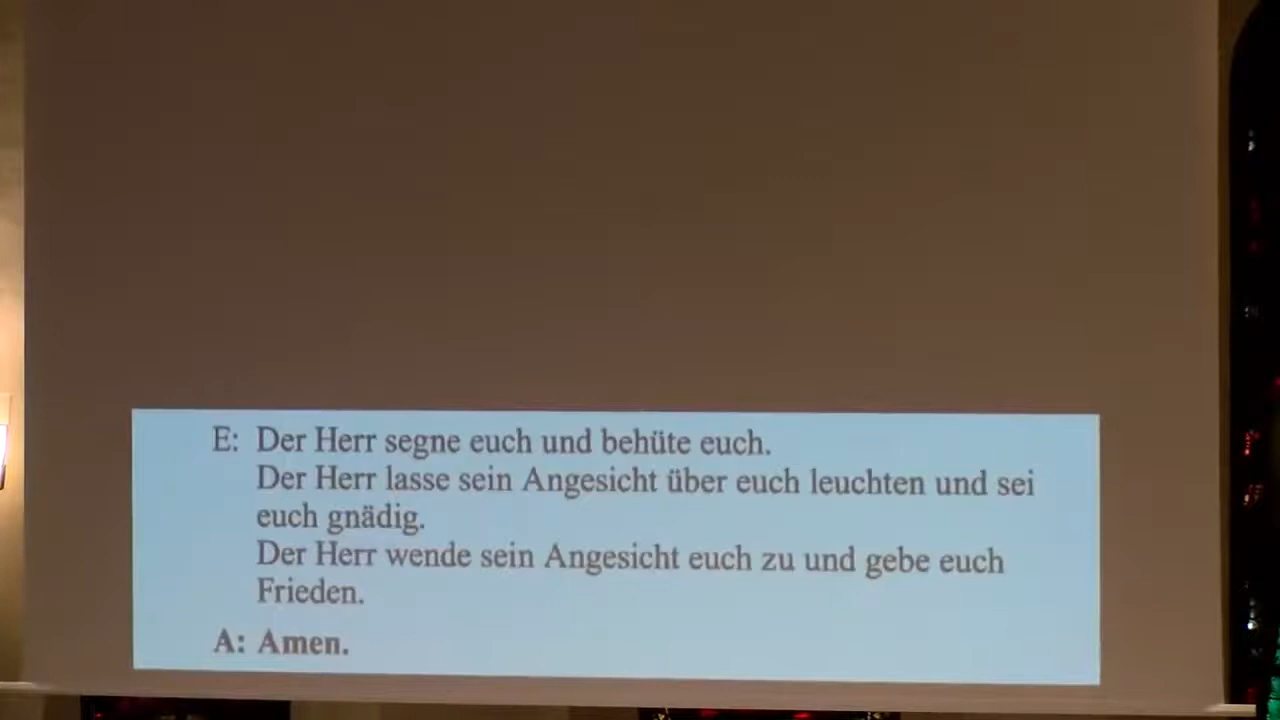 E: Der Herr segne euch und behüte euch.
Der Herr lasse sein Angesicht über euch leuchten und sei
euch gnädig.
Der Herr wende sein Angesicht euch zu und gebe euch
Frieden.
A: Amen.